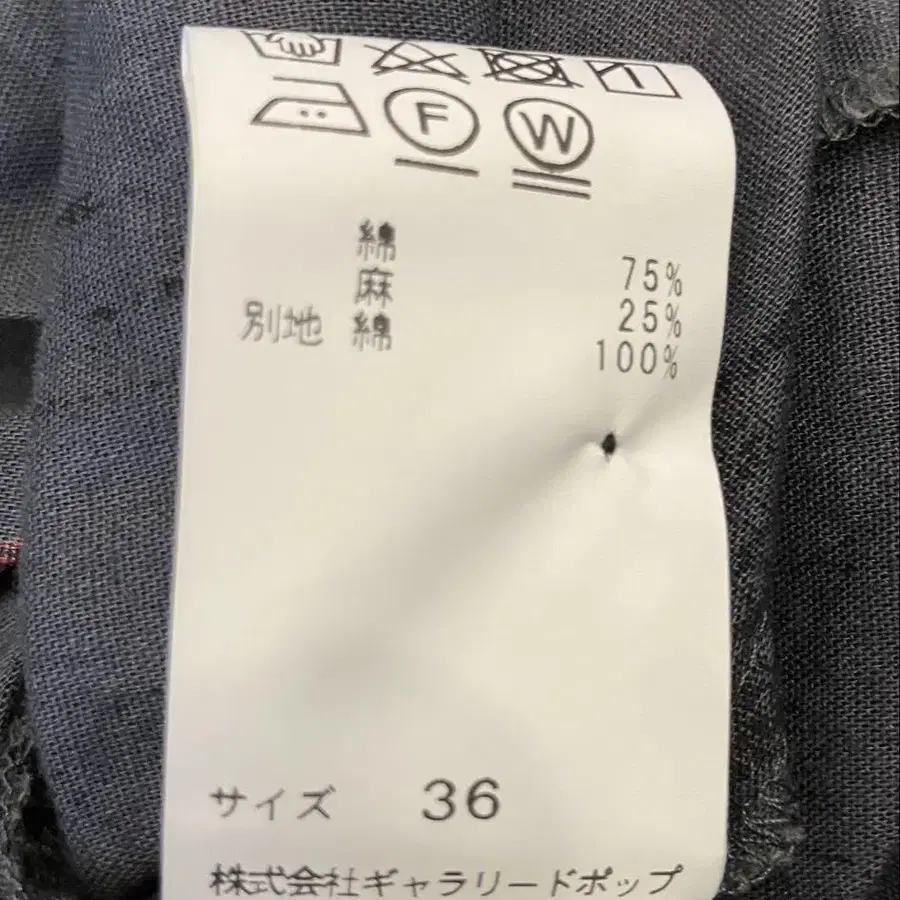 F W
綿 75%
麻 25%
別地 綿 100%
サイズ 36
株式会社ギャラリードポップ